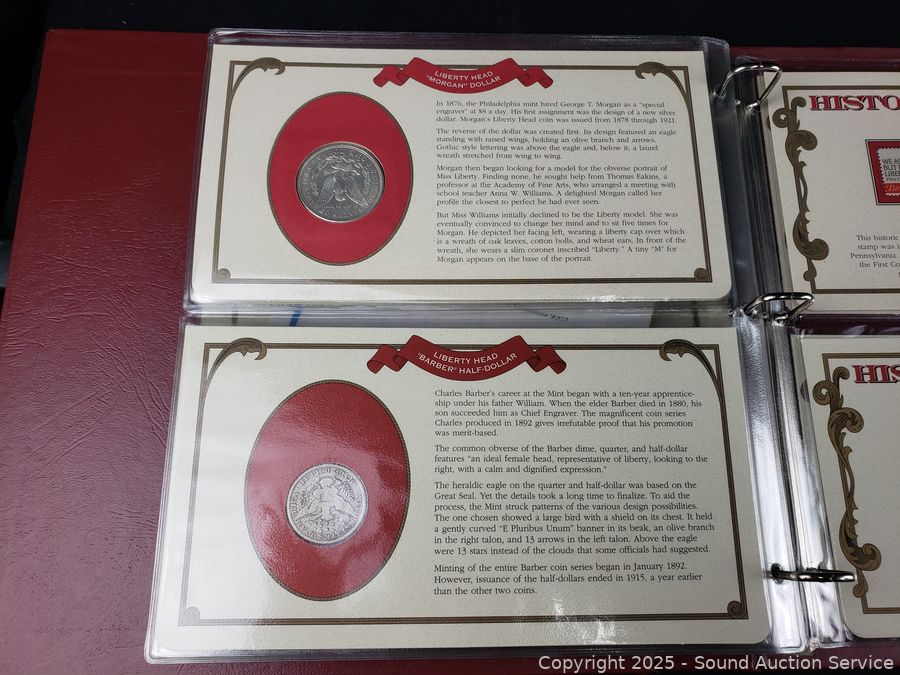 LIBERTY HEAD
"MORGAN" DOLLAR
In 1876, the Philadelphia mint hired George T. Morgan as a "special
engraver" at $8 a day. His first assignment was the design of a new silver
dollar. Morgan's Liberty Head coin was issued from 1878 through 1921.
The reverse of the dollar was created first. Its design featured an eagle
standing with raised wings, holding an olive branch and arrows.
Gothic style lettering was above the eagle and, below it, a laurel
wreath stretched from wing to wing.
Morgan then began looking for a model for the obverse portrait of
Miss Liberty. Finding none, he sought help from Thomas Eakins, a
professor at the Academy of Fine Arts, who arranged a meeting with
school teacher Anna W. Williams. A delighted Morgan called her
profile the closest to perfect he had ever seen.
But Miss Williams initially declined to be the Liberty model. She was
eventually convinced to change her mind and to sit five times for
Morgan. He depicted her facing left, wearing a liberty cap over which
is a wreath of oak leaves, cotton bolls, and wheat ears. In front of the
wreath, she wears a slim coronet inscribed "Liberty." A tiny "M" for
Morgan appears on the base of the portrait.
HISTO
WE A
BUT
LIBE
This historic
stamp was i
Pennsylvania
the First Co
LIBERTY HEAD
"BARBER" HALF-DOLLAR
Charles Barber's career at the Mint began with a ten-year apprentice-
ship under his father William. When the elder Barber died in 1880, his
son succeeded him as Chief Engraver. The magnificent coin series
Charles produced in 1892 gives irrefutable proof that his promotion
was merit-based.
The common obverse of the Barber dime, quarter, and half-dollar
features "an ideal female head, representative of liberty, looking to the
right, with a calm and dignified expression."
The heraldic eagle on the quarter and half-dollar was based on the
Great Seal. Yet the details took a long time to finalize. To aid the
process, the Mint struck patterns of the various design possibilities.
The one chosen showed a large bird with a shield on its chest. It held
a gently curved "E Pluribus Unum" banner in its beak, an olive branch
in the right talon, and 13 arrows in the left talon. Above the eagle
were 13 stars instead of the clouds that some officials had suggested.
Minting of the entire Barber coin series began in January 1892.
However, issuance of the half-dollars ended in 1915, a year earlier
than the other two coins.
HIS
Copyright 2025 - Sound Auction Service